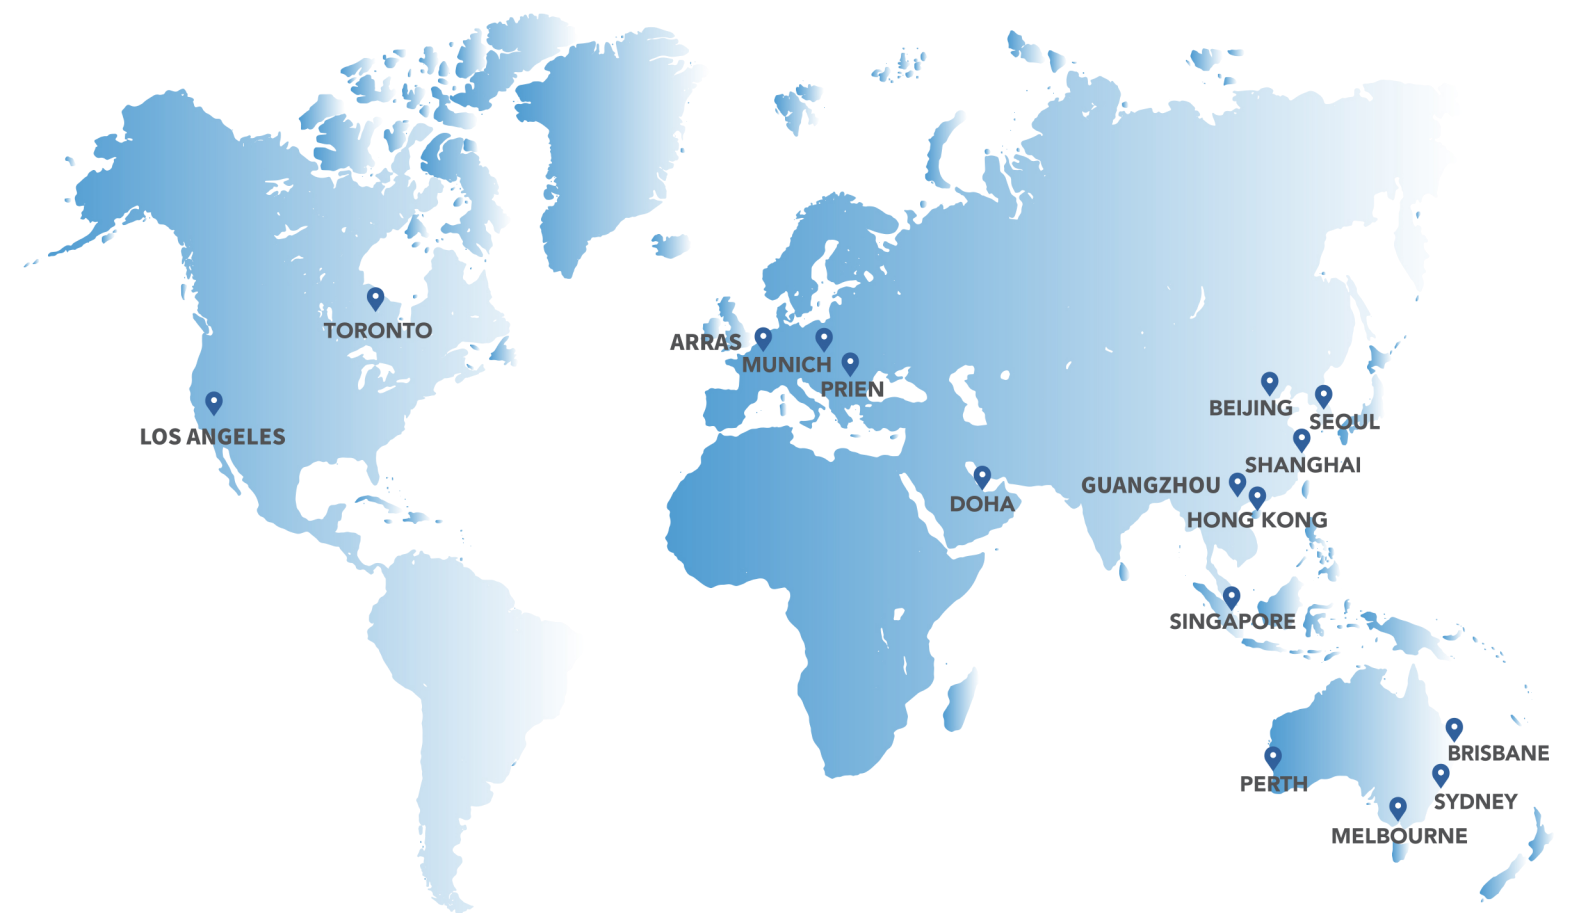 TORONTO
ARRAS
MUNICH
PRIEN
BEIJING
SEOUL
LOS ANGELES
SHANGHAI
GUANGZHOU
DOHA
HONG KONG
SINGAPORE
BRISBANE
PERTH
SYDNEY
MELBOURNE